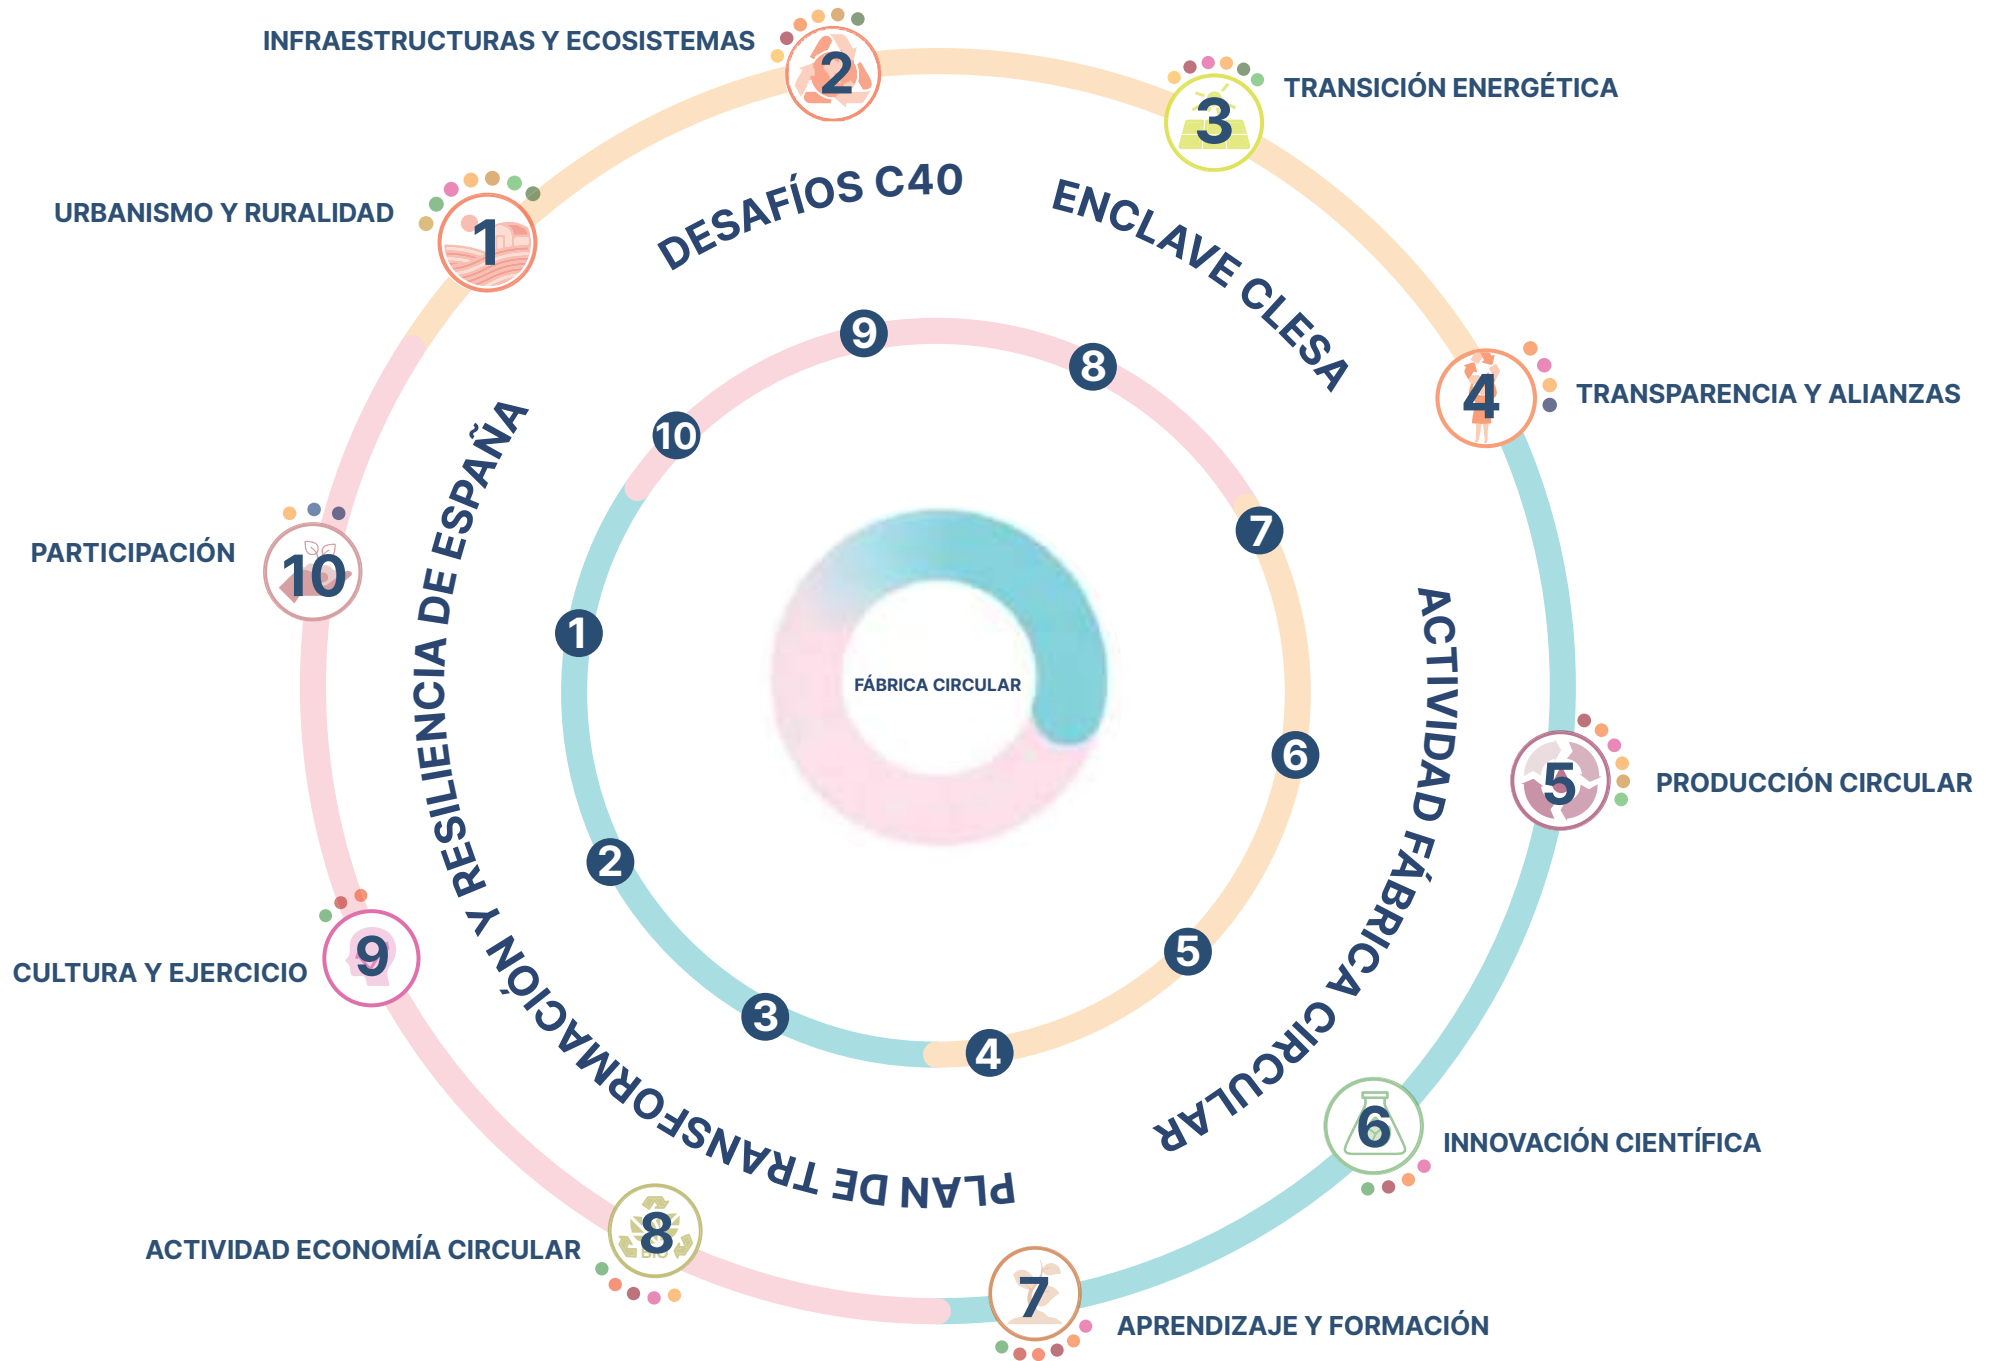 INFRAESTRUCTURAS Y ECOSISTEMAS
2
3
TRANSICIÓN ENERGÉTICA
URBANISMO Y RURALIDAD
1
DESAFÍOS C40
ENCLAVE CLESA
4
TRANSPARENCIA Y ALIANZAS
9
8
10
7
PARTICIPACIÓN
10
PLAN DE TRANSFORMACIÓN Y RESILIENCIA DE ESPAÑA
1
FÁBRICA CIRCULAR
ACTIVIDAD FÁBRICA CIRCULAR
6
5
PRODUCCIÓN CIRCULAR
2
CULTURA Y EJERCICIO
9
5
3
4
6
INNOVACIÓN CIENTÍFICA
ACTIVIDAD ECONOMÍA CIRCULAR
8
BIO
7
APRENDIZAJE Y FORMACIÓN